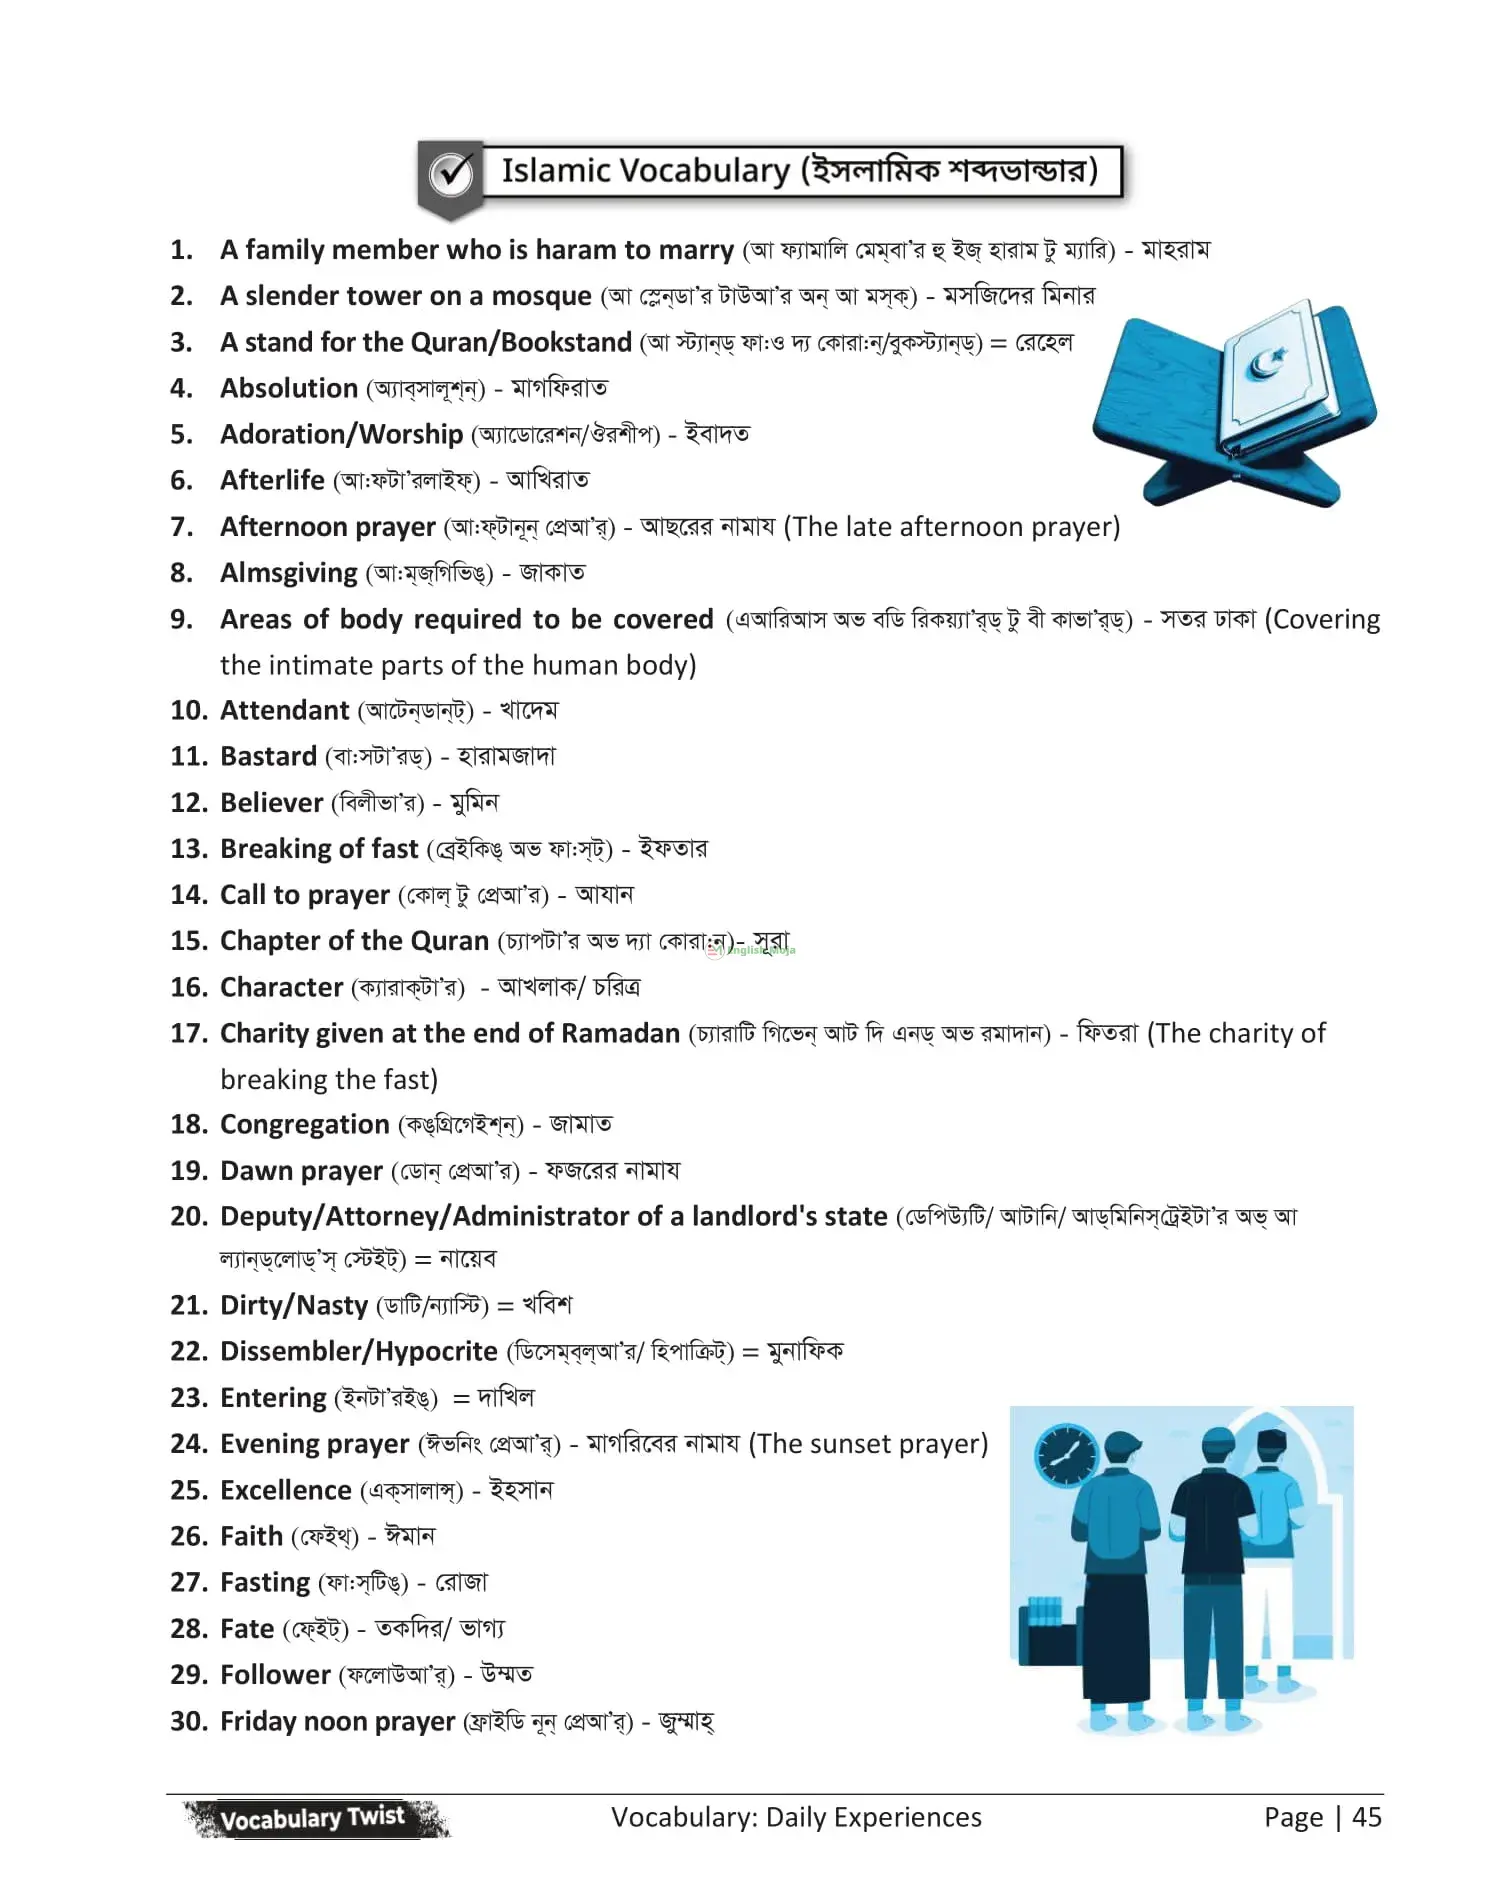 Islamic Vocabulary (ইসলামিক শব্দভান্ডার)
1. A family member who is haram to marry (আ ফ্যামালি মেম্‌বা’র হু ইজ্‌ হারাম টু ম্যারি) - মাহরাম
2. A slender tower on a mosque (আ স্লেন্‌ডা’র টাউআ’র অন্‌ আ মস্‌ক্‌) - মসজিদের মিনার
3. A stand for the Quran/Bookstand (আ স্ট্যান্‌ড্‌ ফা:ও দ্য কোরা:ন্‌/বুকস্ট্যান্‌ড্‌) = রেহেল
4. Absolution (অ্যাব্‌সালূশ্‌ন্‌) - মাগফিরাত
5. Adoration/Worship (অ্যাডোরেশন/ঔরশীপ) - ইবাদত
6. Afterlife (আ:ফটা’রলাইফ্‌) - আখিরাত
7. Afternoon prayer (আ:ফ্‌টানূন্‌ প্রেআ’র্‌) - আছরের নামায (The late afternoon prayer)
8. Almsgiving (আ:ম্‌জ্‌গিভিঙ্‌) - জাকাত
9. Areas of body required to be covered (এআরিআস অভ বডি রিকয়্যা’র্‌ড্‌ টু বী কাভা’র্‌ড্‌) - সতর ঢাকা (Covering
the intimate parts of the human body)
10. Attendant (আটেন্‌ডান্‌ট্‌) - খাদেম
11. Bastard (বা:সটা’রড্‌) - হারামজাদা
12. Believer (বিলীভা’র) - মুমিন
13. Breaking of fast (ব্রেইকিঙ্‌ অভ ফা:স্‌ট্‌) - ইফতার
14. Call to prayer (কোল্‌ টু প্রেআ’র) - আযান
15. Chapter of the Quran (চ্যাপটা’র অভ দ্যা কোরা:ন)- সূরা
English Moja
16. Character (ক্যারাক্‌টা’র) - আখলাক/ চরিত্র
17. Charity given at the end of Ramadan (চ্যারাটি গিভেন্‌ আট দি এনড্‌ অভ রমাদান) - ফিতরা (The charity of
breaking the fast)
18. Congregation (কঙ্‌গ্রিগেইশ্‌ন্‌) - জামাত
19. Dawn prayer (ডোন্‌ প্রেআ’র) - ফজরের নামায
20. Deputy/Attorney/Administrator of a landlord's state (ডেপিউ্যটি/ আটানি/ আড্‌মিনিস্‌ট্রেইটা’র অভ্‌ আ
ল্যান্‌ড্‌লোড্‌’স্‌ স্টেইট্‌) = নায়েব
21. Dirty/Nasty (ডাটি/ন্যাস্টি) = খবিশ
22. Dissembler/Hypocrite (ডিসেম্‌ব্‌ল্‌আ’র/ হিপাক্রিট্‌) = মুনাফিক
23. Entering (ইনটা’রইঙ্‌) = দাখিল
24. Evening prayer (ঈভনিং প্রেআ’র্‌) - মাগরিবের নামায (The sunset prayer)
25. Excellence (এক্‌সালান্স্‌) - ইহসান
26. Faith (ফেইথ্‌) - ঈমান
27. Fasting (ফা:স্‌টিঙ্‌) - রোজা
28. Fate (ফ্‌েইট্‌) - তকদির/ ভাগ্য
29. Follower (ফলোউআ’র্‌) - উম্মত
30. Friday noon prayer (ফ্রাইডি নূন্‌ প্রেআ’র্‌) - জুম্মাহ্‌
Vocabulary Twist Vocabulary: Daily Experiences Page | 45